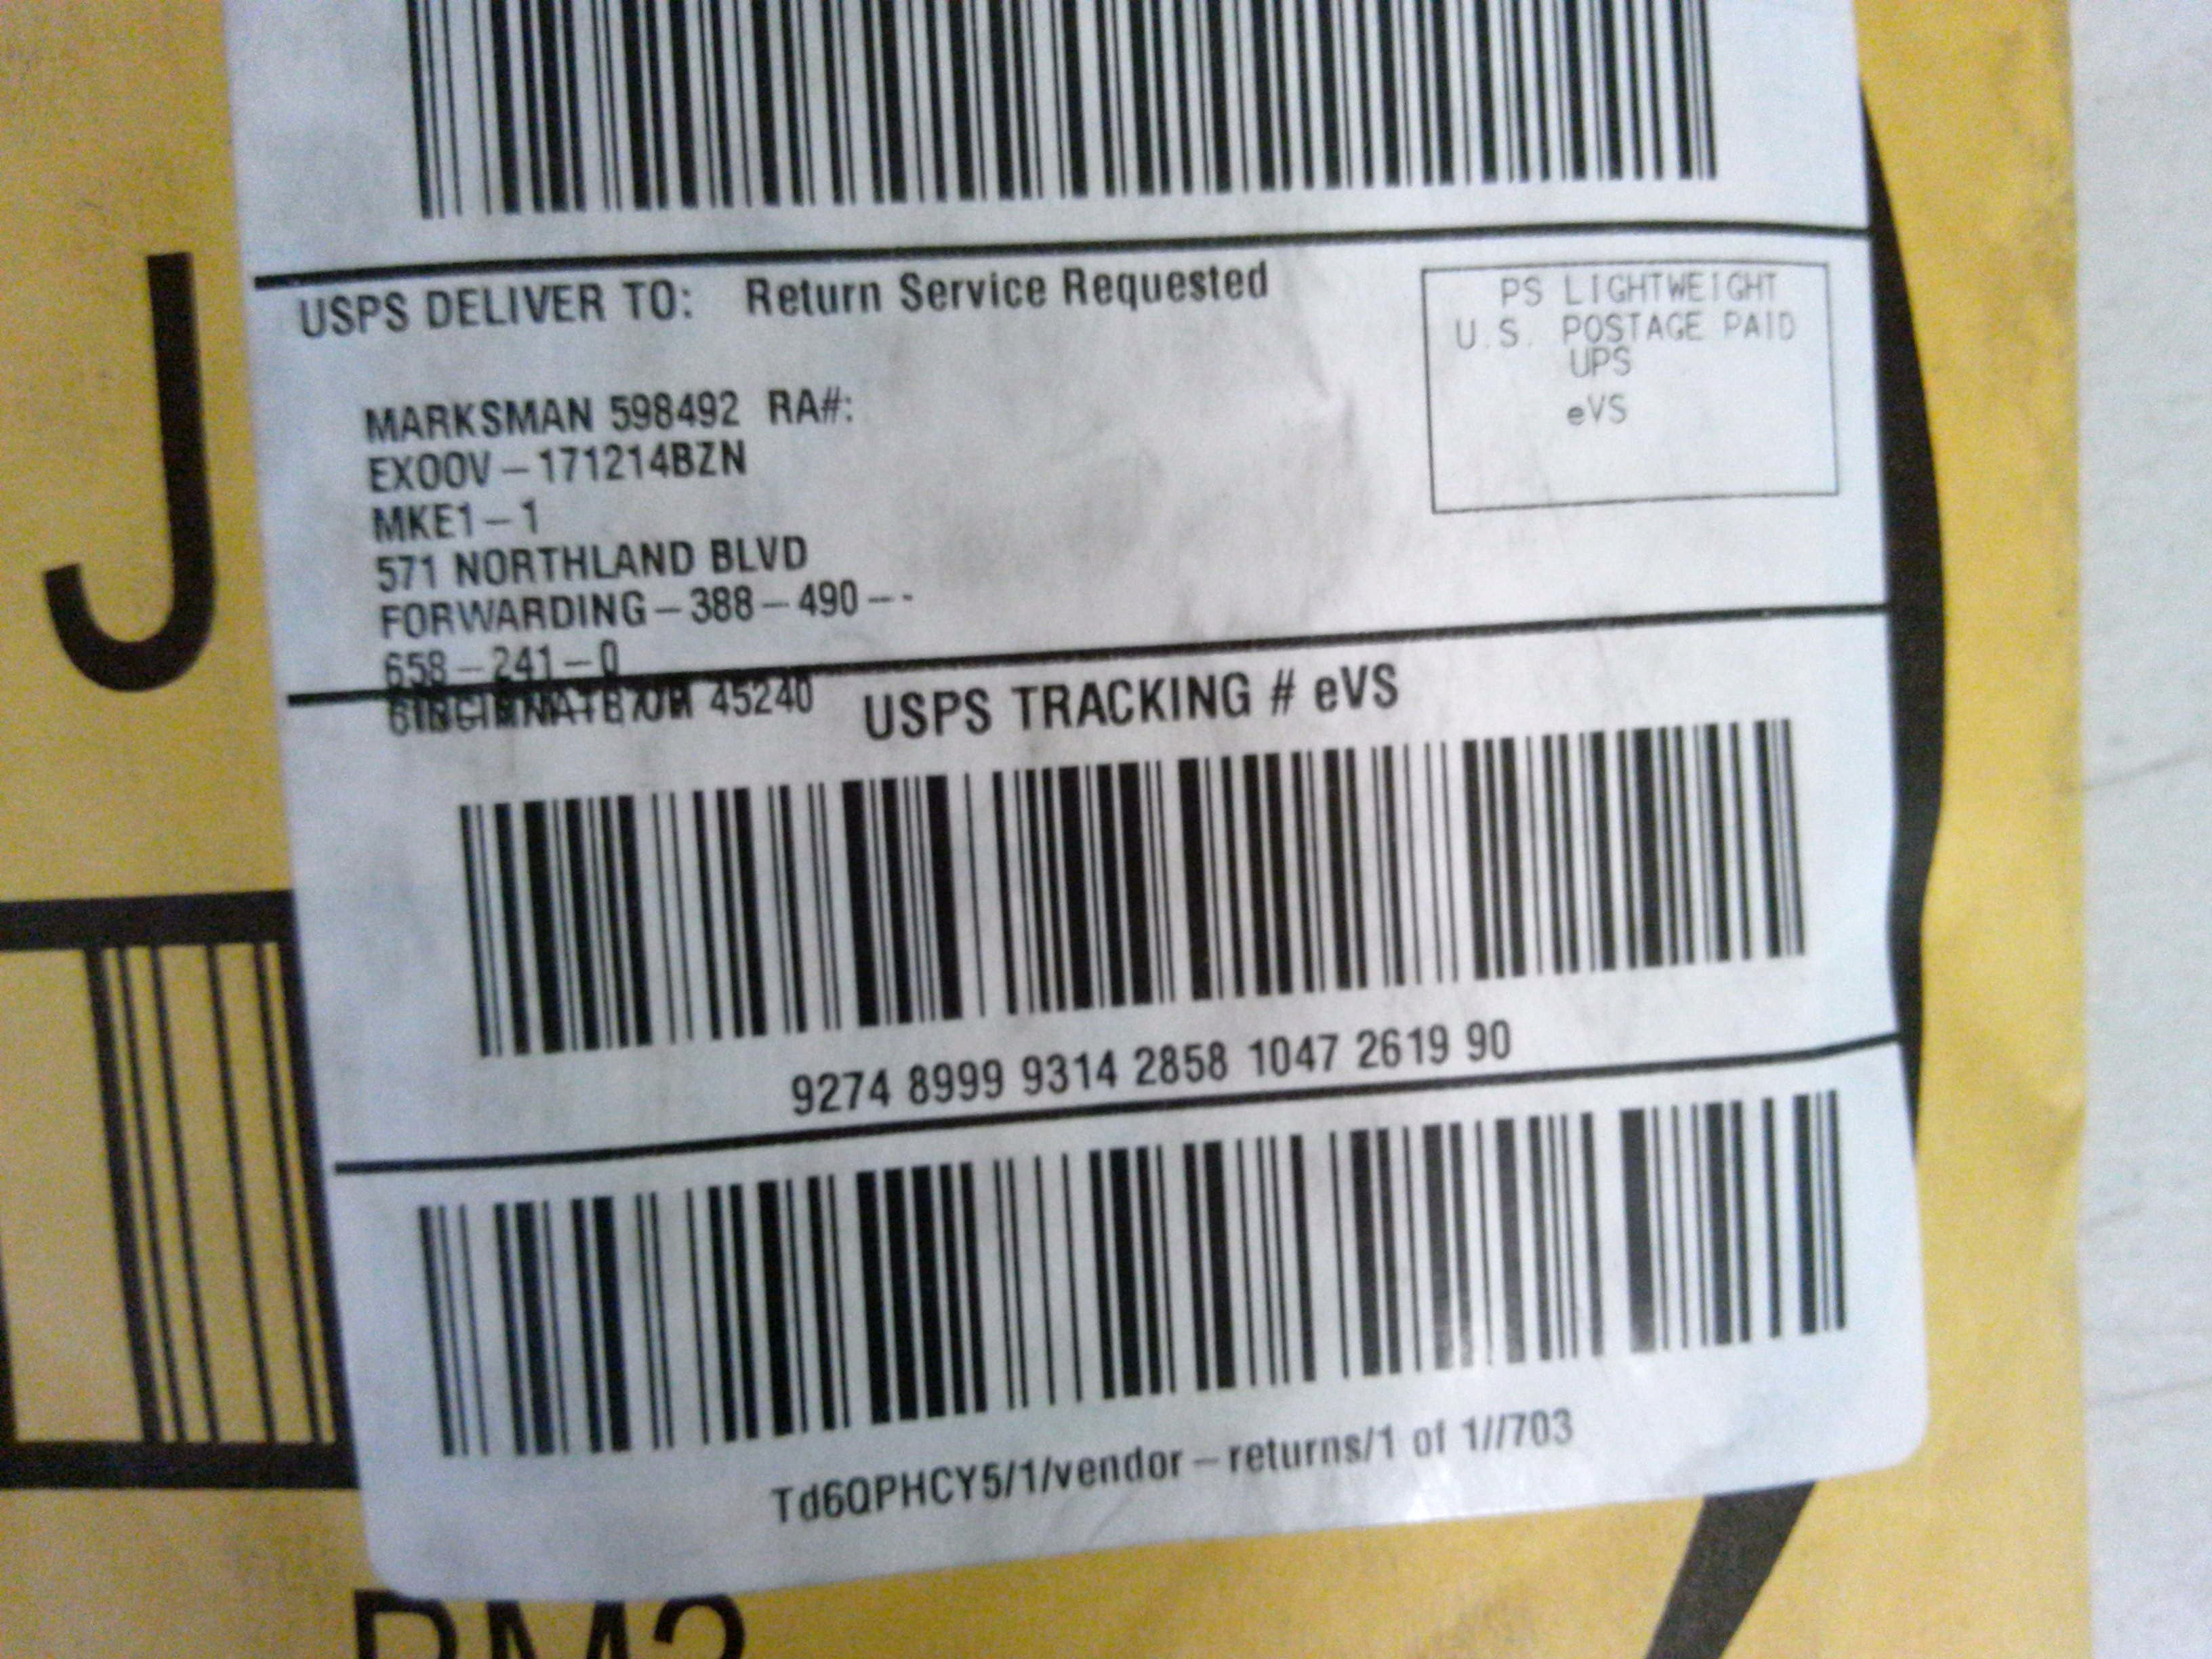 J
USPS DELIVER TO: Return Service Requested
PS LIGHTWEIGHT
U.S. POSTAGE PAID
UPS
eVS
MARKSMAN 598492 RA#:
EX00V-171214BZN
MKE1-1
571 NORTHLAND BLVD
FORWARDING-388-490--
658-241-0
45240
USPS TRACKING # eVS
9274 8999 9314 2858 1047 2619 90
Td6QPHCY5/1/vendor-returns/1 of 1//703